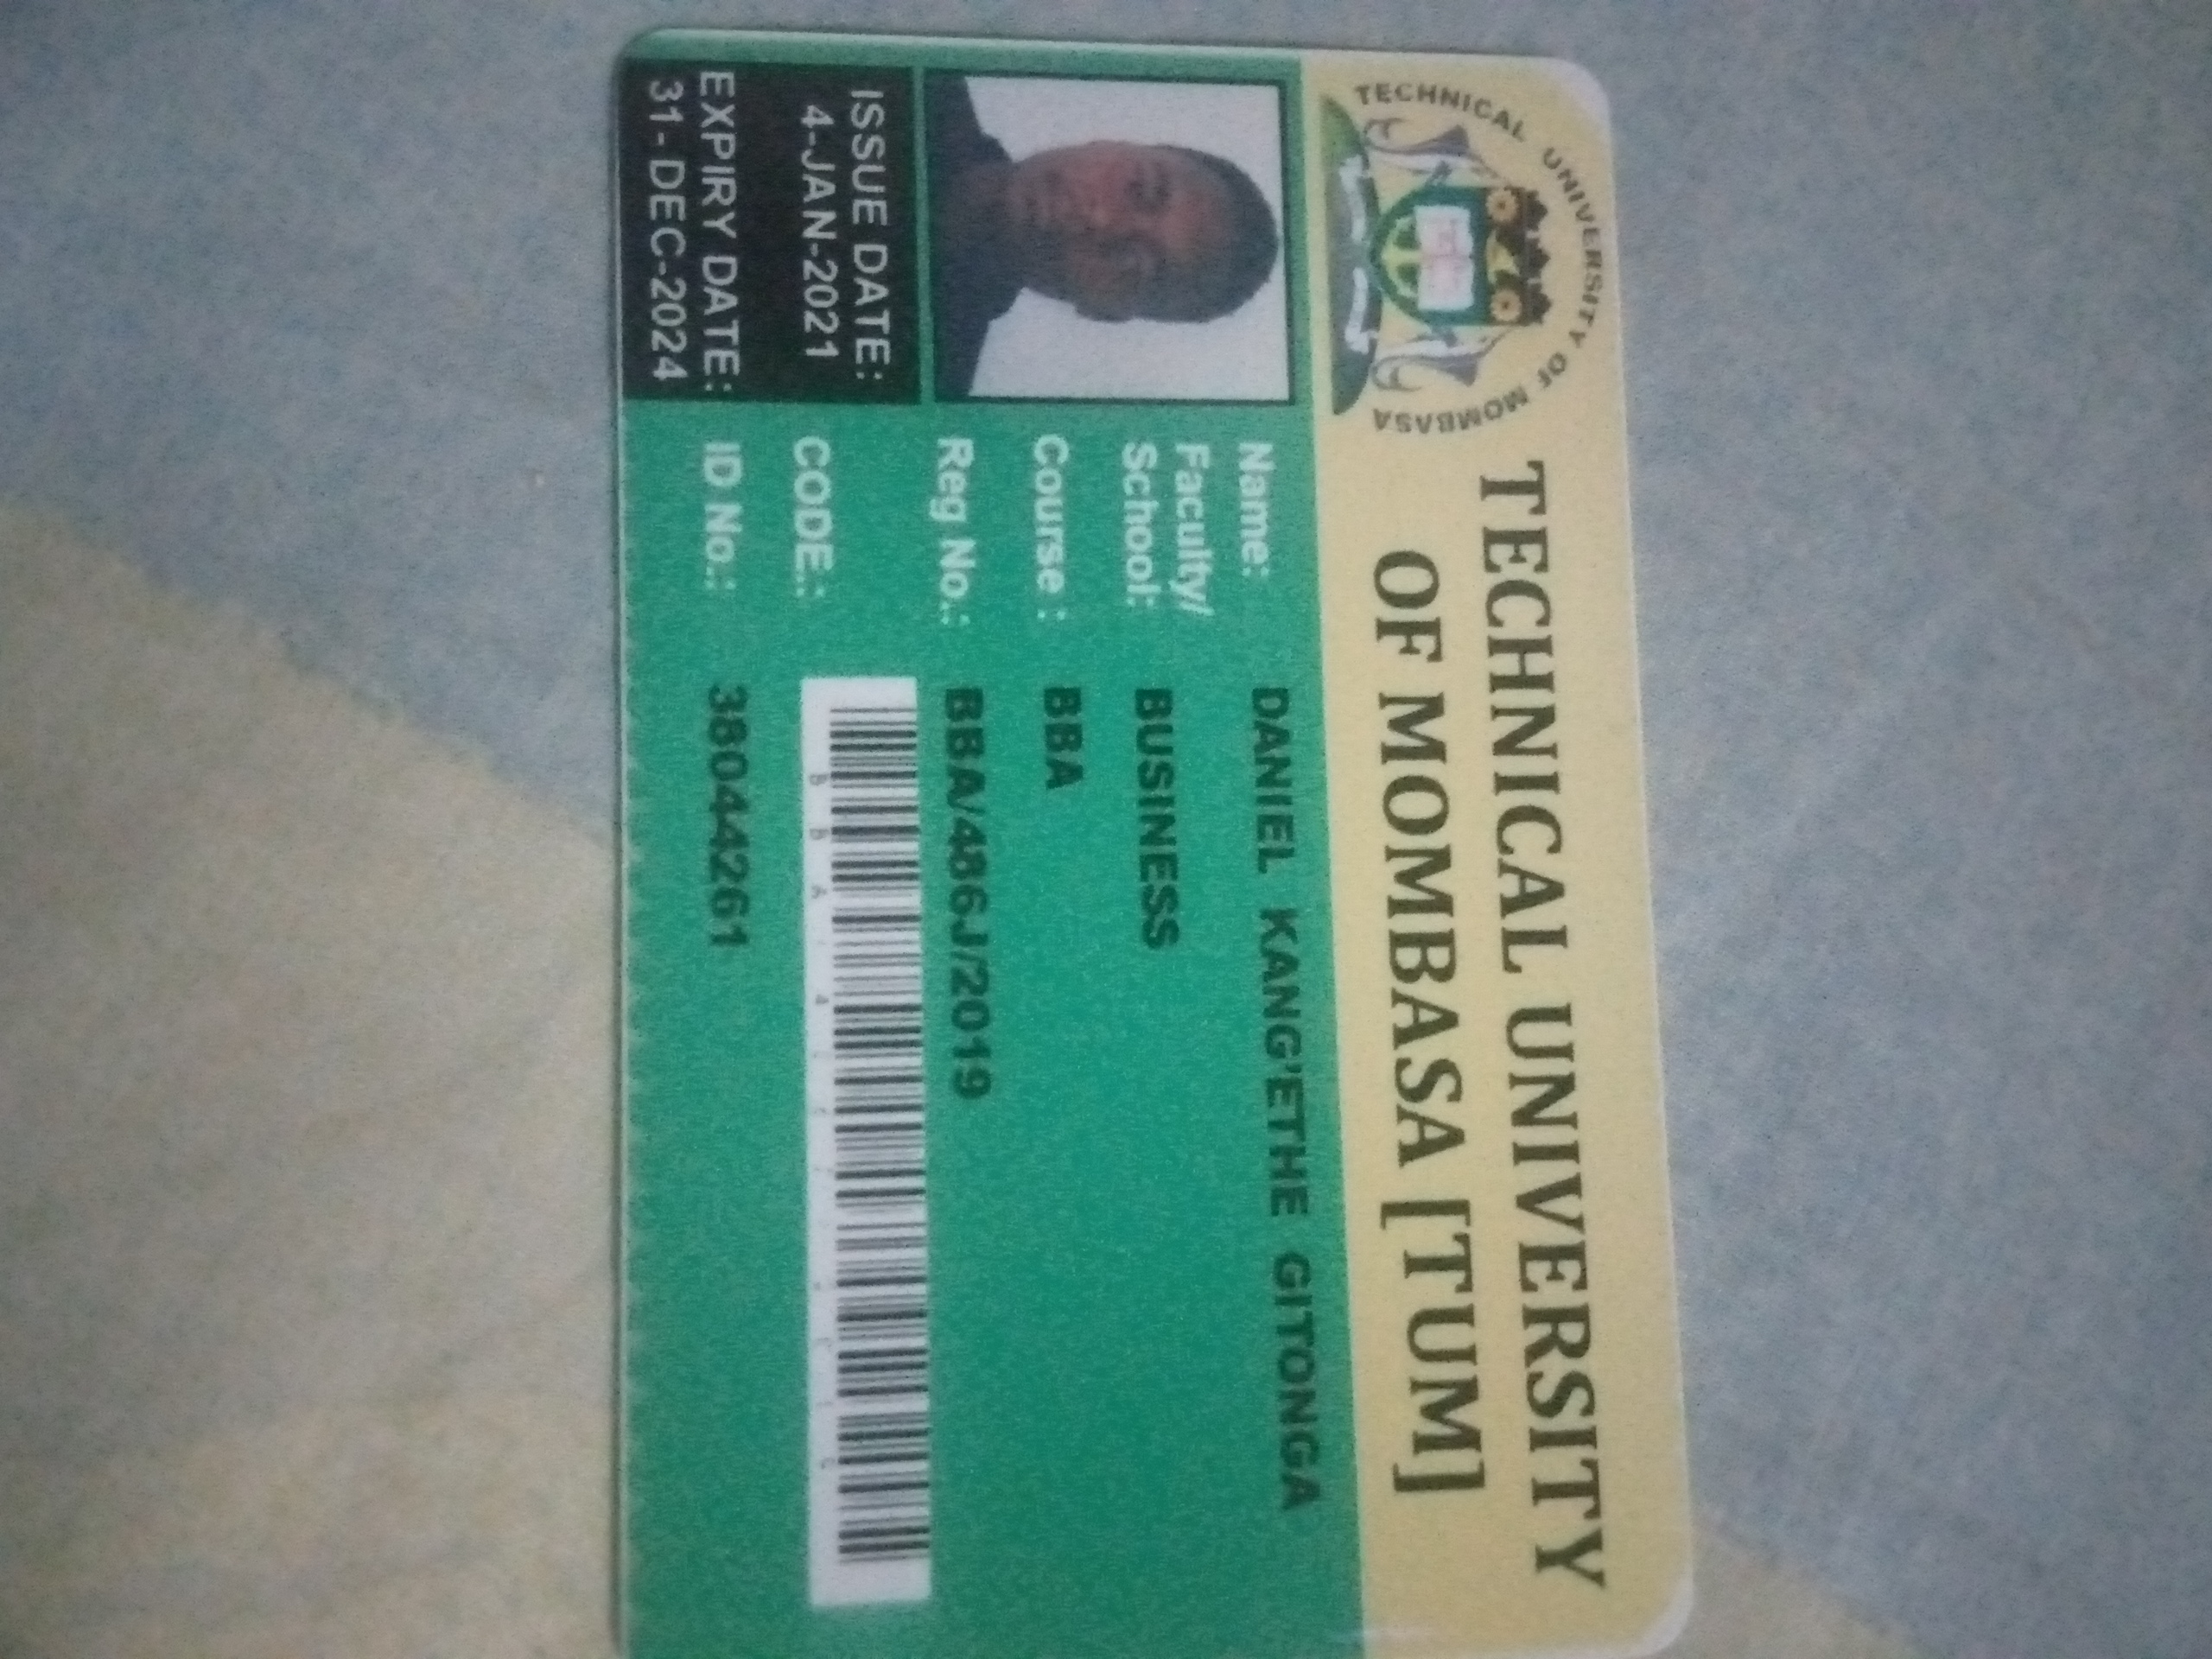 TECHNICAL UNIVERSITY OF MOMBASA
TECHNICAL UNIVERSITY
OF MOMBASA [TUM]
Name: DANIEL KANG'ETHE GITONGA
Faculty/
School: BUSINESS
Course : BBA
Reg No.: BBA/486J/2019
CODE.:
ID No.: 38044261
ISSUE DATE:
4-JAN-2021
EXPIRY DATE:
31- DEC-2024